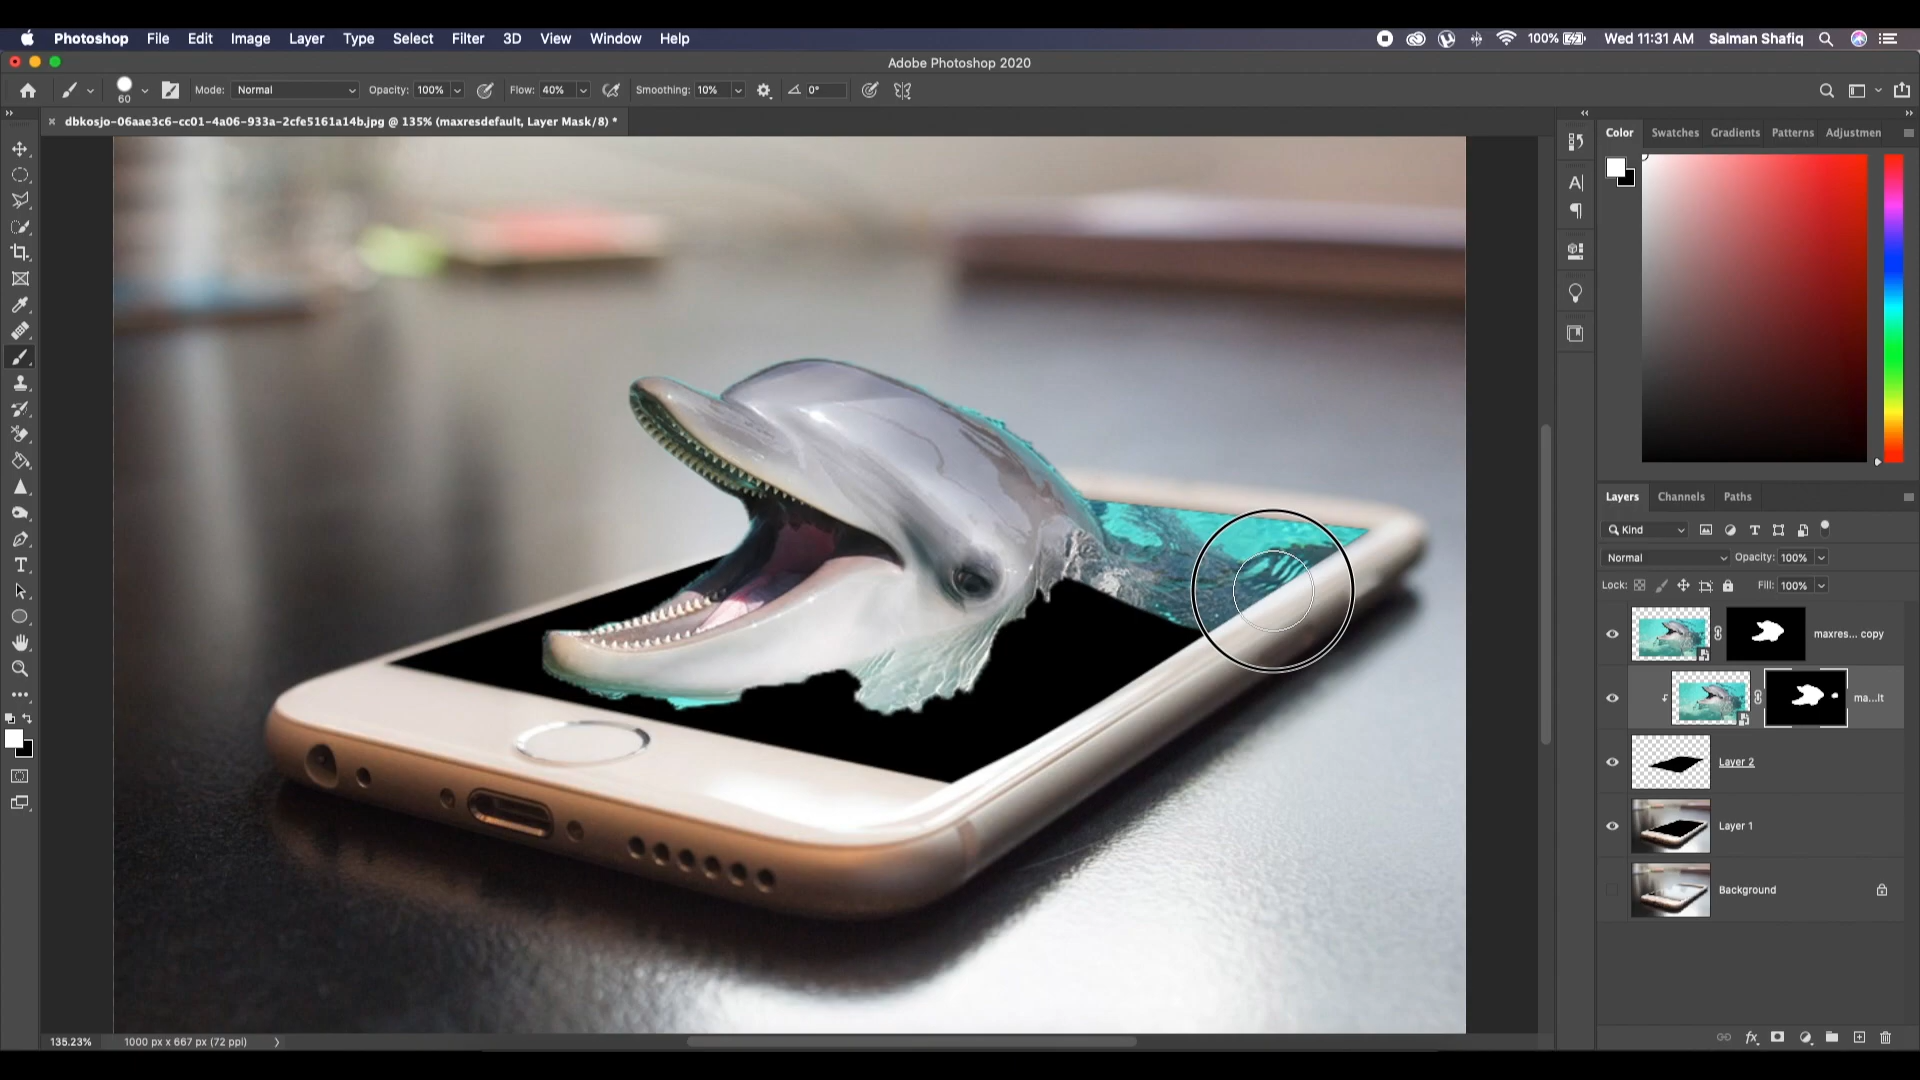 Photoshop File Edit Image Layer Type Select Filter 3D View Window Help 100% Wed 11:31 AM Salman Shafiq
Adobe Photoshop 2020
60 Mode: Normal Opacity: 100% Flow: 40% Smoothing: 10% 0°
dbkosjo-06aae3c6-cc01-4a06-933a-2cfe5161a14b.jpg @ 135% (maxresdefault, Layer Mask/8) *
Color Swatches Gradients Patterns Adjustmen
Layers Channels Paths
Kind
Normal Opacity: 100%
Lock: Fill: 100%
maxres... copy
ma...lt
Layer 2
Layer 1
Background
135.23% 1000 px x 667 px (72 ppi)